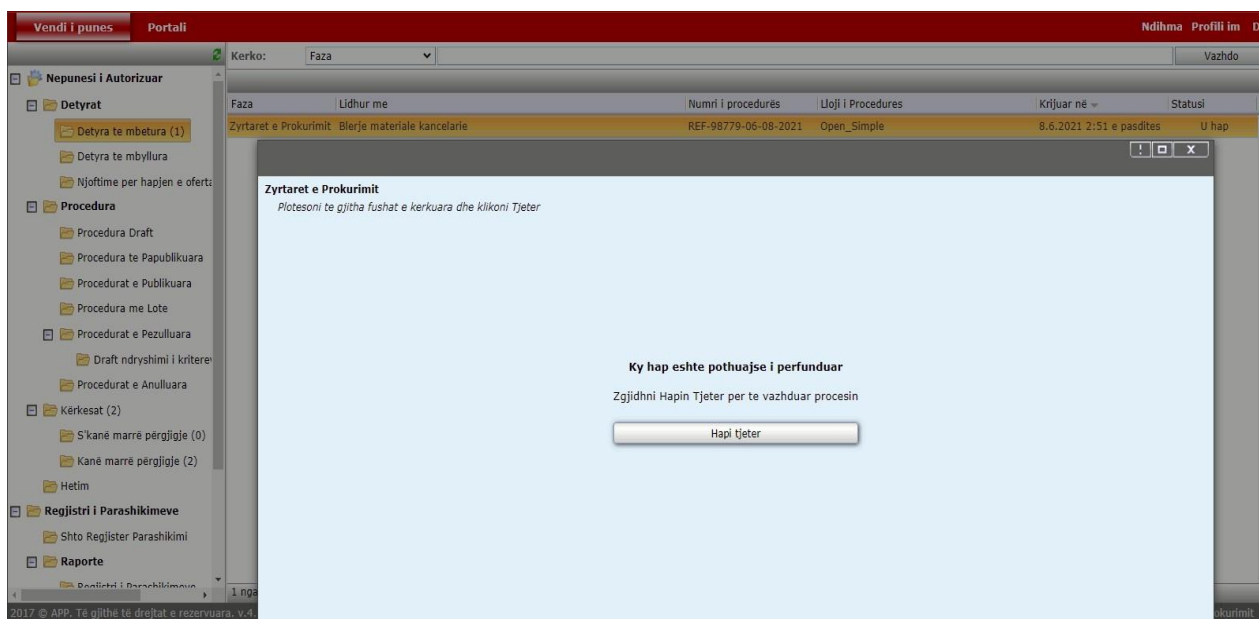 Vendi i punes Portali Ndihma Profili im
Kerko: Faza Vazhdo
Nepunesi i Autorizuar
Detyrat
Detyra te mbetura (1)
Detyra te mbyllura
Njoftime per hapjen e oferta
Procedura
Procedura Draft
Procedura te Papublikuara
Procedurat e Publikuara
Procedura me Lote
Procedurat e Pezulluara
Draft ndryshimi i kritere
Procedurat e Anulluara
Kërkesat (2)
S'kanë marrë përgjigje (0)
Kanë marrë përgjigje (2)
Hetim
Regjistri i Parashikimeve
Shto Regjister Parashikimi
Raporte
Regjistri i Parashikimeve
Faza Lidhur me Numri i procedurës Lloji i Procedures Krijuar në Statusi
Zyrtaret e Prokurimit Blerje materiale kancelarie REF-98779-06-08-2021 Open_Simple 8.6.2021 2:51 e pasdites U hap
! X
Zyrtaret e Prokurimit
Plotesoni te gjitha fushat e kerkuara dhe klikoni Tjeter
Ky hap eshte pothuajse i perfunduar
Zgjidhni Hapin Tjeter per te vazhduar procesin
Hapi tjeter
1 nga
2017 © APP. Të gjithë të drejtat e rezervuara. v.4. okurimit